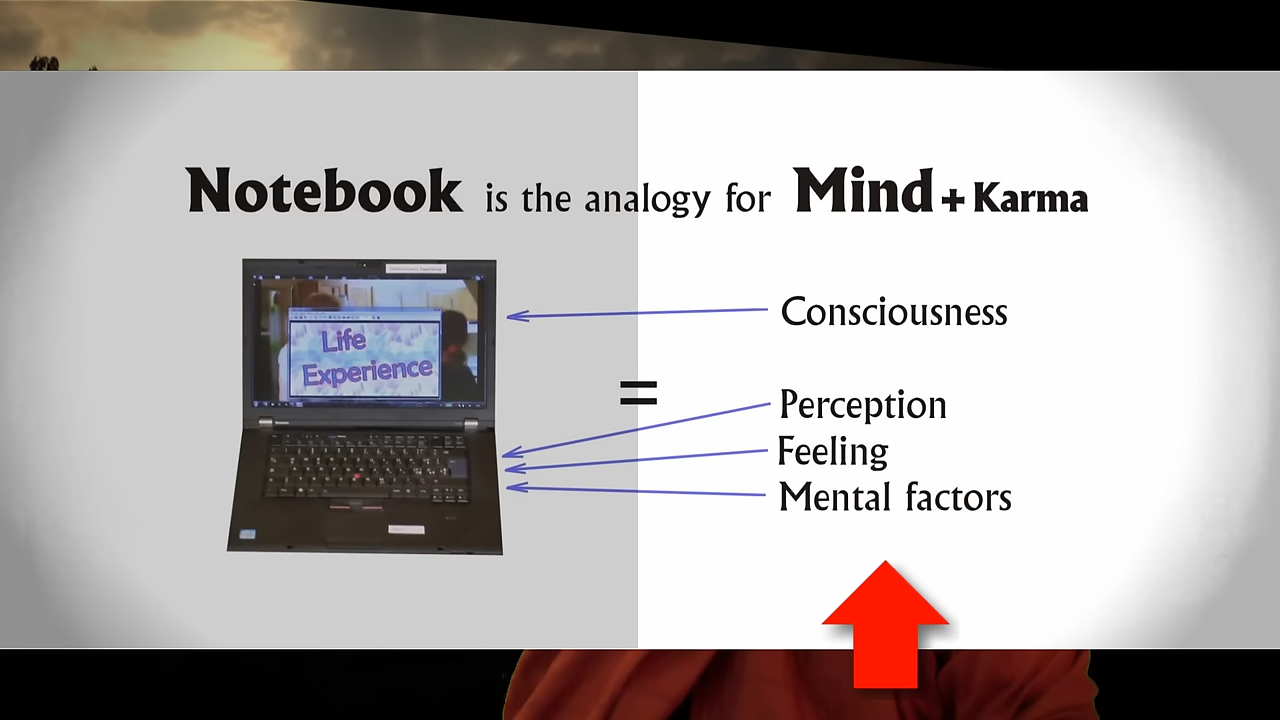 Notebook is the analogy for Mind + Karma
Life
Experience
Consciousness
=
Perception
Feeling
Mental factors